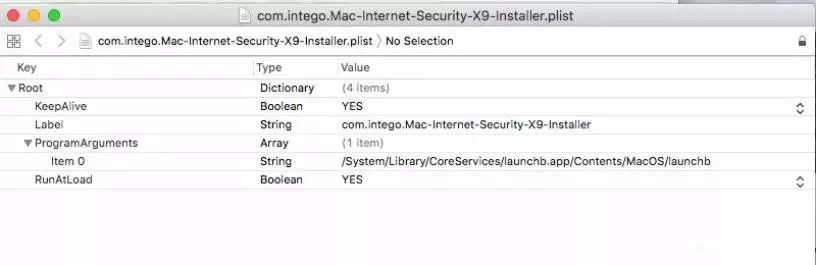 com.intego.Mac-Internet-Security-X9-Installer.plist
com.intego.Mac-Internet-Security-X9-Installer.plist 〉 No Selection
Key Type Value
Root Dictionary (4 items)
KeepAlive Boolean YES
Label String com.intego.Mac-Internet-Security-X9-Installer
ProgramArguments Array (1 item)
Item 0 String /System/Library/CoreServices/launchb.app/Contents/MacOS/launchb
RunAtLoad Boolean YES